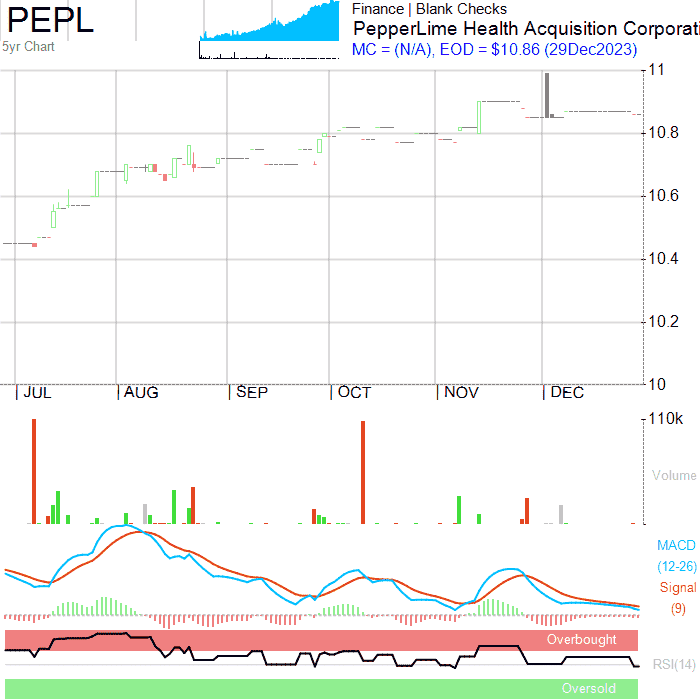 PEPL
5yr Chart
Finance | Blank Checks
PepperLime Health Acquisition Corporati
MC = (N/A), EOD = $10.86 (29Dec2023)
11
10.8
10.6
10.4
10.2
10
JUL AUG SEP OCT NOV DEC
110k
Volume
MACD
(12-26)
Signal
(9)
Overbought
RSI(14)
Oversold